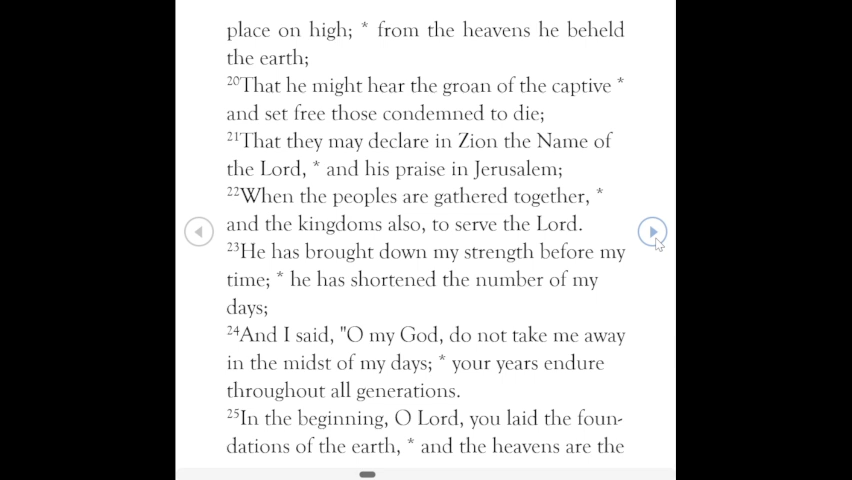 place on high; * from the heavens he beheld
the earth;
20That he might hear the groan of the captive *
and set free those condemned to die;
21That they may declare in Zion the Name of
the Lord, * and his praise in Jerusalem;
22When the peoples are gathered together, *
and the kingdoms also, to serve the Lord.
23He has brought down my strength before my
time; * he has shortened the number of my
days;
24And I said, "O my God, do not take me away
in the midst of my days; * your years endure
throughout all generations.
25In the beginning, O Lord, you laid the foun-
dations of the earth, * and the heavens are the